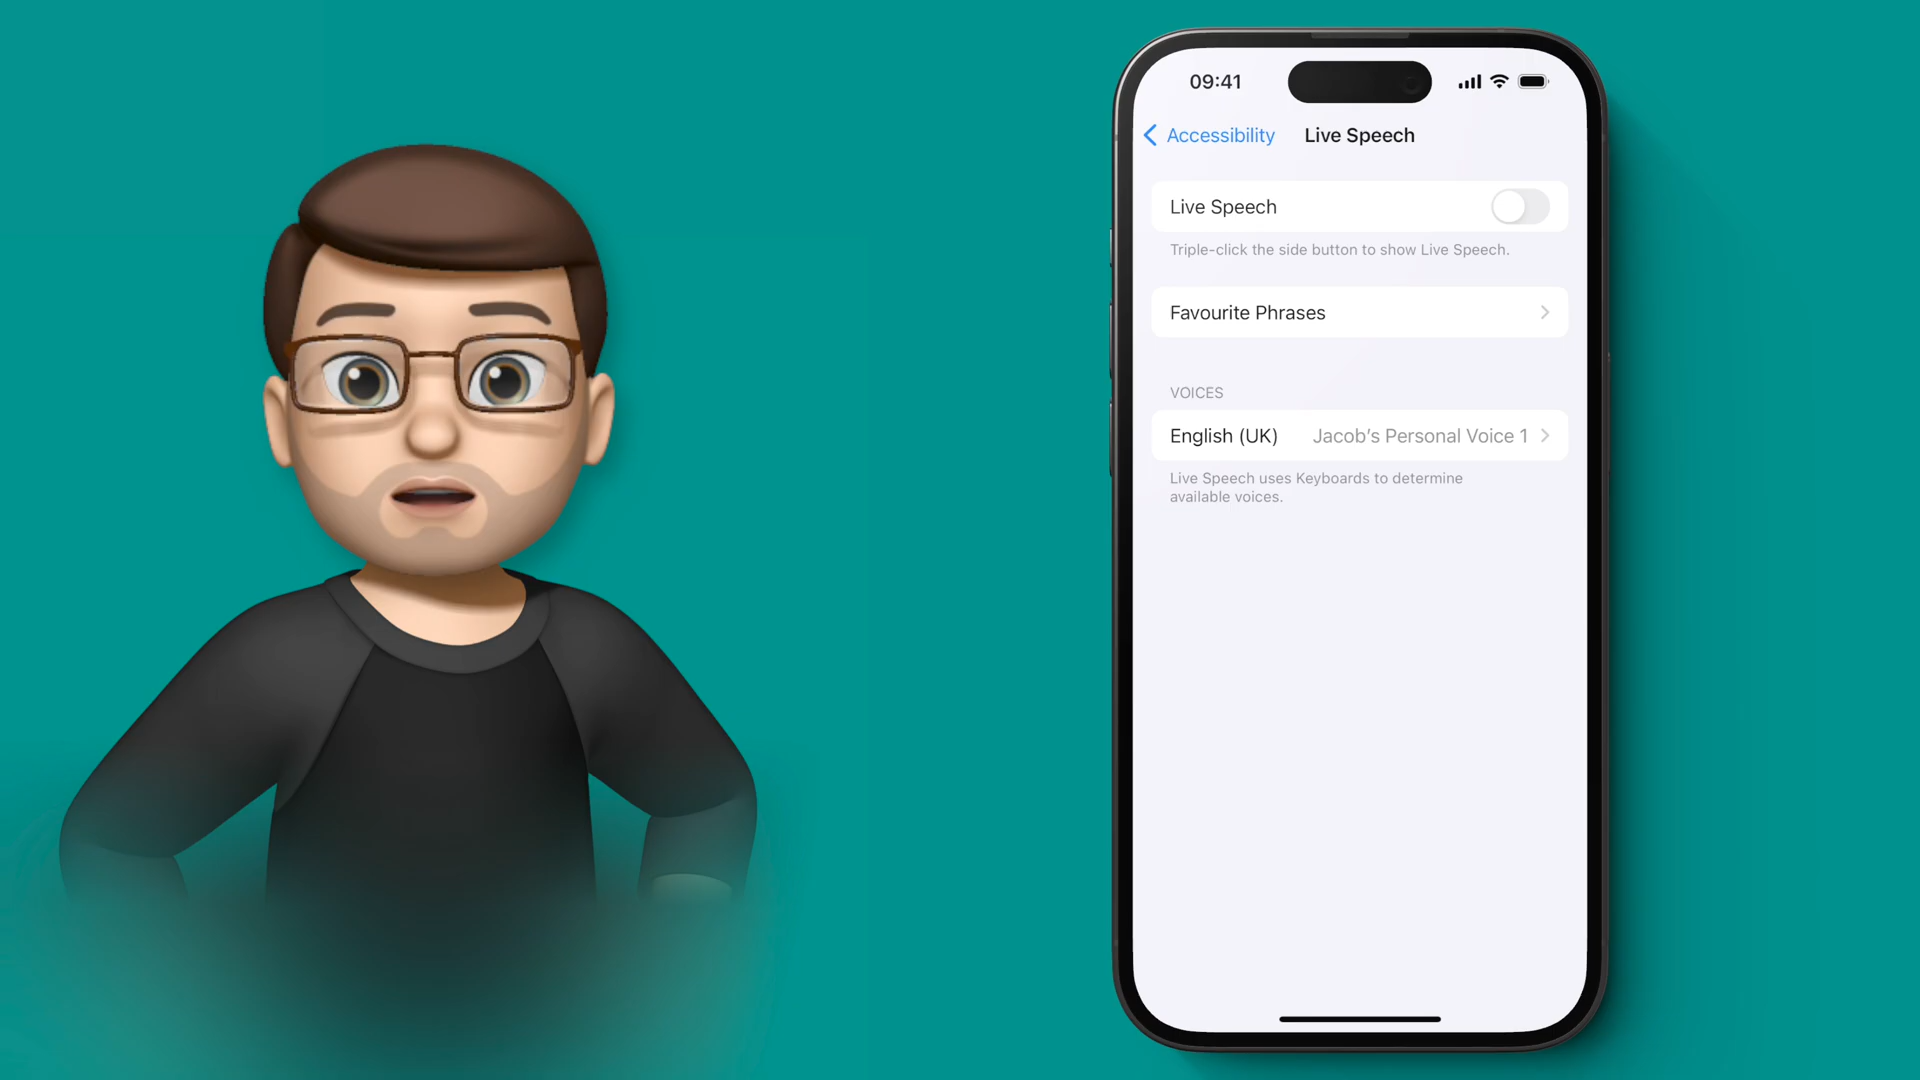 09:41
Accessibility
Live Speech
Live Speech
Triple-click the side button to show Live Speech.
Favourite Phrases
VOICES
English (UK)
Jacob’s Personal Voice 1
Live Speech uses Keyboards to determine
available voices.